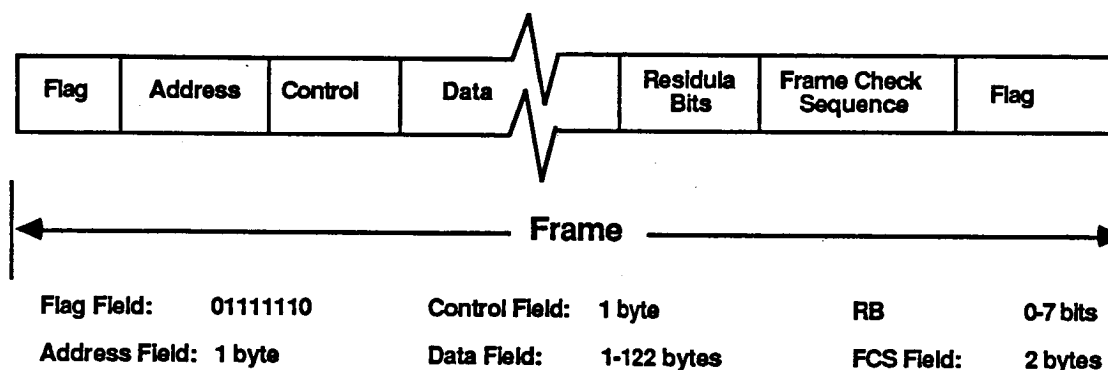 Flag Address Control Data Residula Bits Frame Check Sequence Flag
Frame
Flag Field: 01111110 Control Field: 1 byte RB 0-7 bits
Address Field: 1 byte Data Field: 1-122 bytes FCS Field: 2 bytes